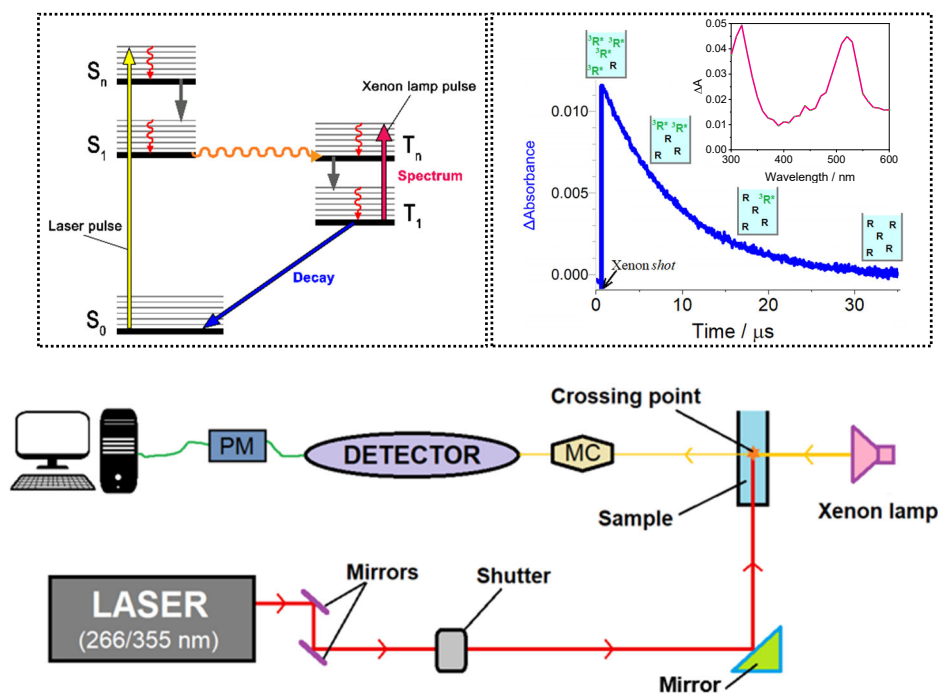 Sn
S1
S0
Laser pulse
Xenon lamp pulse
Tn
Spectrum
T1
Decay
ΔAbsorbance
0.010
0.005
0.000
0
10
20
30
Time / μs
Xenon shot
³R* ³R*
³R*
R
³R*
³R* ³R*
R
R
R
R ³R*
R
R
R
R R
R
R
R
ΔA
0.05
0.04
0.03
0.02
0.01
0.00
300
400
500
600
Wavelength / nm
Crossing point
PM
DETECTOR
MC
Sample
Xenon lamp
LASER
(266/355 nm)
Mirrors
Shutter
Mirror